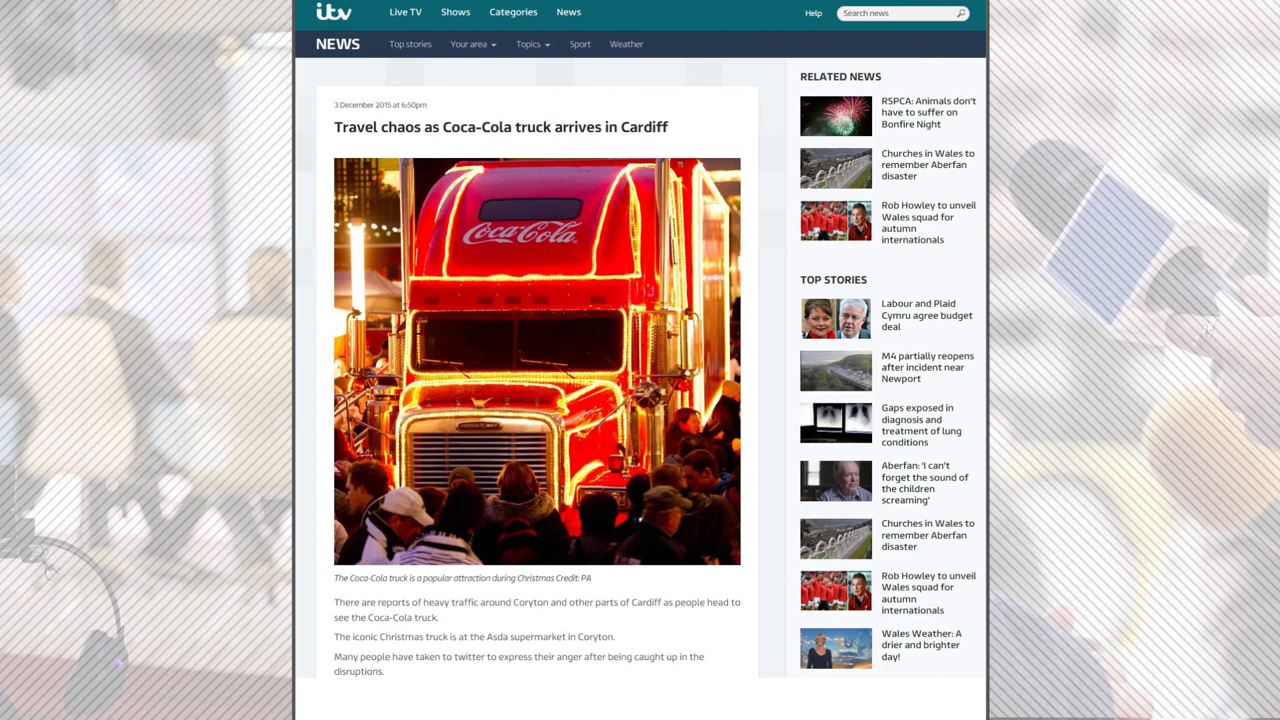 itv
Live TV
Shows
Categories
News
Help
Search news
NEWS
Top stories
Your area
Topics
Sport
Weather
3 December 2015 at 6:50pm
Travel chaos as Coca-Cola truck arrives in Cardiff
Coca-Cola
FREIGHTLINER
The Coca-Cola truck is a popular attraction during Christmas Credit: PA
There are reports of heavy traffic around Coryton and other parts of Cardiff as people head to
see the Coca-Cola truck.
The iconic Christmas truck is at the Asda supermarket in Coryton.
Many people have taken to twitter to express their anger after being caught up in the
disruptions.
RELATED NEWS
RSPCA: Animals don't
have to suffer on
Bonfire Night
Churches in Wales to
remember Aberfan
disaster
Rob Howley to unveil
Wales squad for
autumn
internationals
TOP STORIES
Labour and Plaid
Cymru agree budget
deal
M4 partially reopens
after incident near
Newport
Gaps exposed in
diagnosis and
treatment of lung
conditions
Aberfan: 'I can't
forget the sound of
the children
screaming'
Churches in Wales to
remember Aberfan
disaster
Rob Howley to unveil
Wales squad for
autumn
internationals
Wales Weather: A
drier and brighter
day!